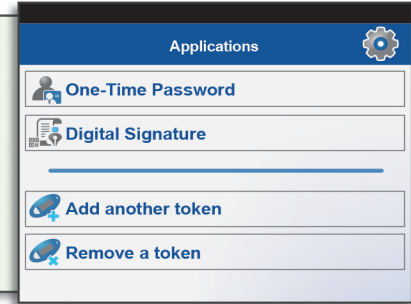 Applications
One-Time Password
Digital Signature
Add another token
Remove a token